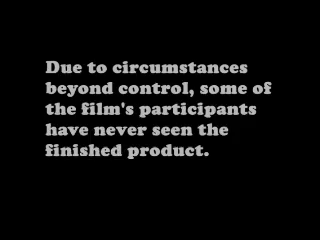 Due to circumstances
beyond control, some of
the film's participants
have never seen the
finished product.